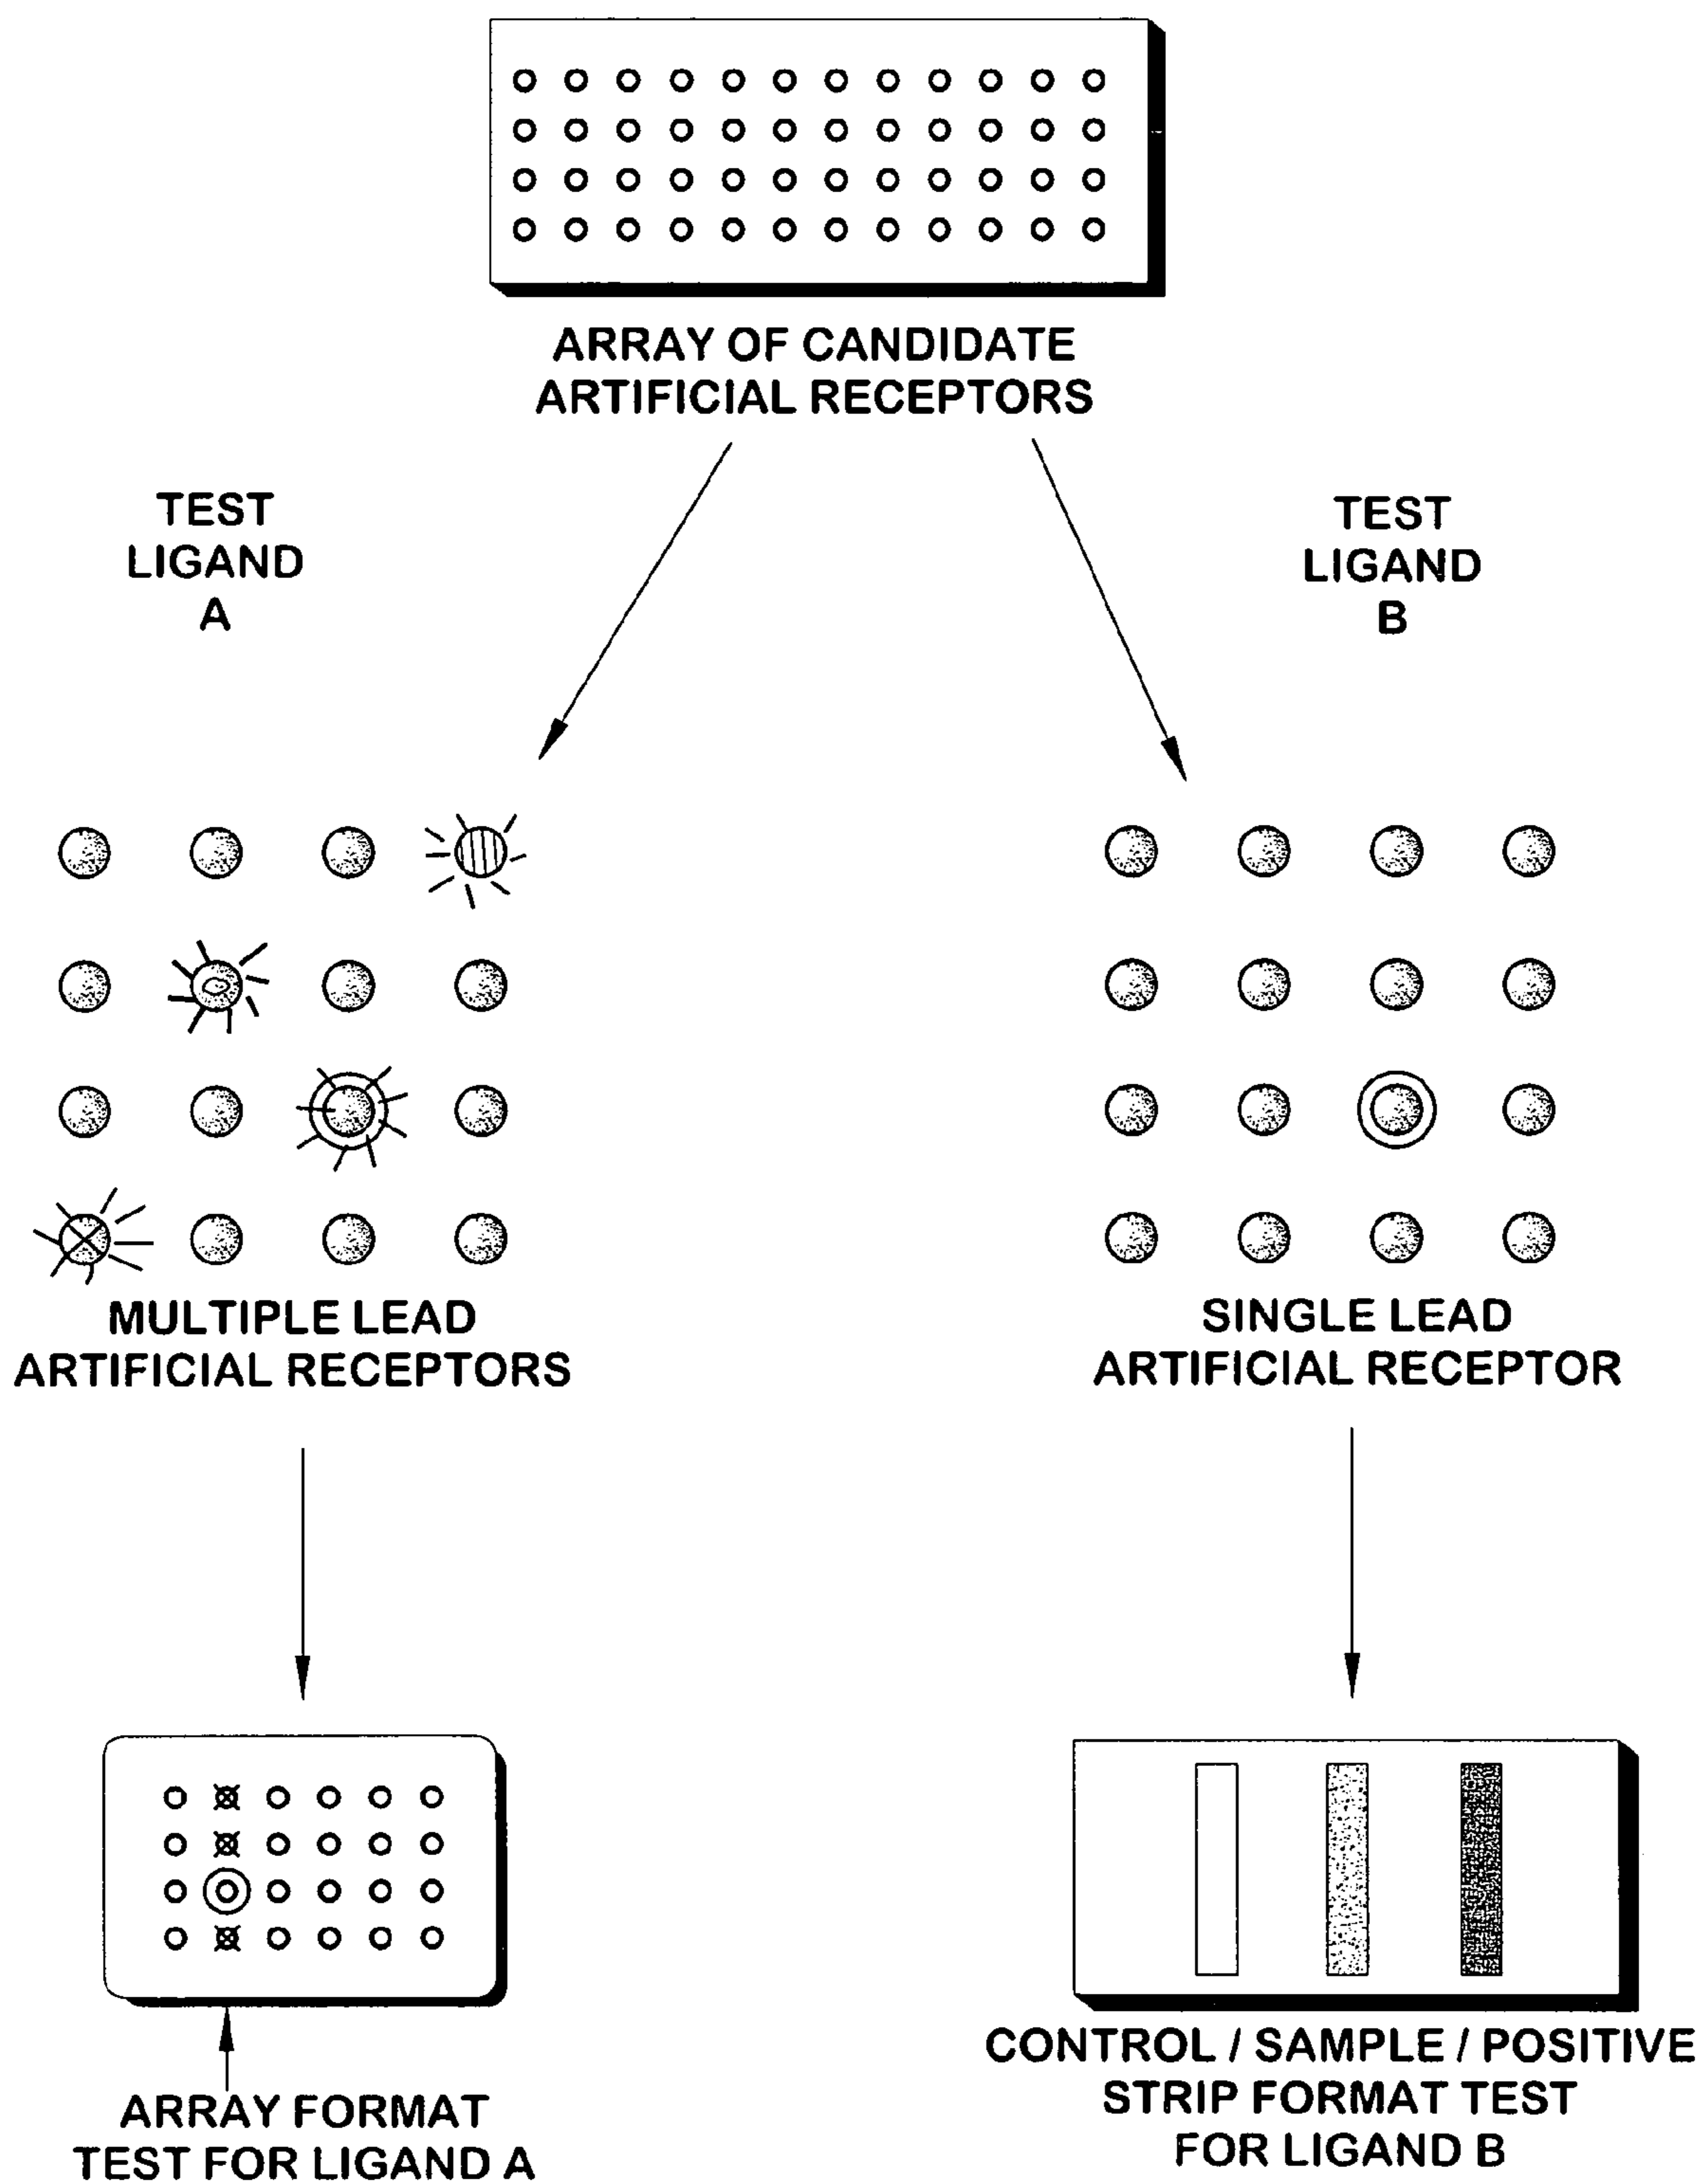 ARRAY OF CANDIDATE
ARTIFICIAL RECEPTORS
TEST
LIGAND
A
TEST
LIGAND
B
MULTIPLE LEAD
ARTIFICIAL RECEPTORS
SINGLE LEAD
ARTIFICIAL RECEPTOR
ARRAY FORMAT
TEST FOR LIGAND A
CONTROL / SAMPLE / POSITIVE
STRIP FORMAT TEST
FOR LIGAND B